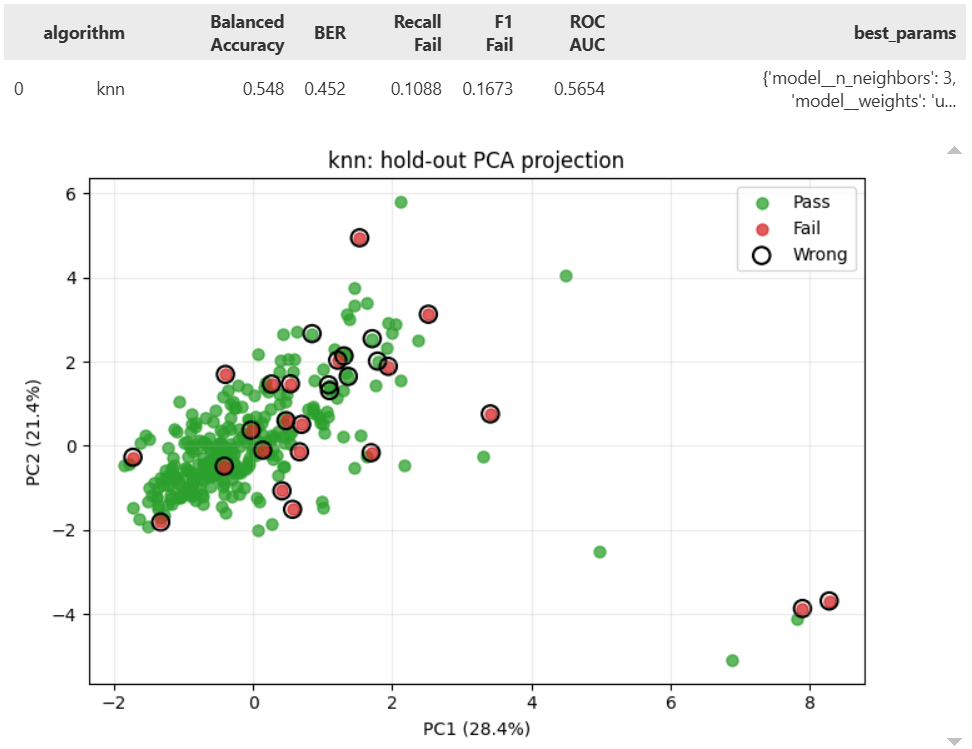 algorithm Balanced Accuracy BER Recall Fail F1 Fail ROC AUC best_params
0 knn 0.548 0.452 0.1088 0.1673 0.5654 {'model__n_neighbors': 3, 'model__weights': 'u...
knn: hold-out PCA projection
Pass
Fail
Wrong
6
4
2
0
−2
−4
PC2 (21.4%)
−2 0 2 4 6 8
PC1 (28.4%)